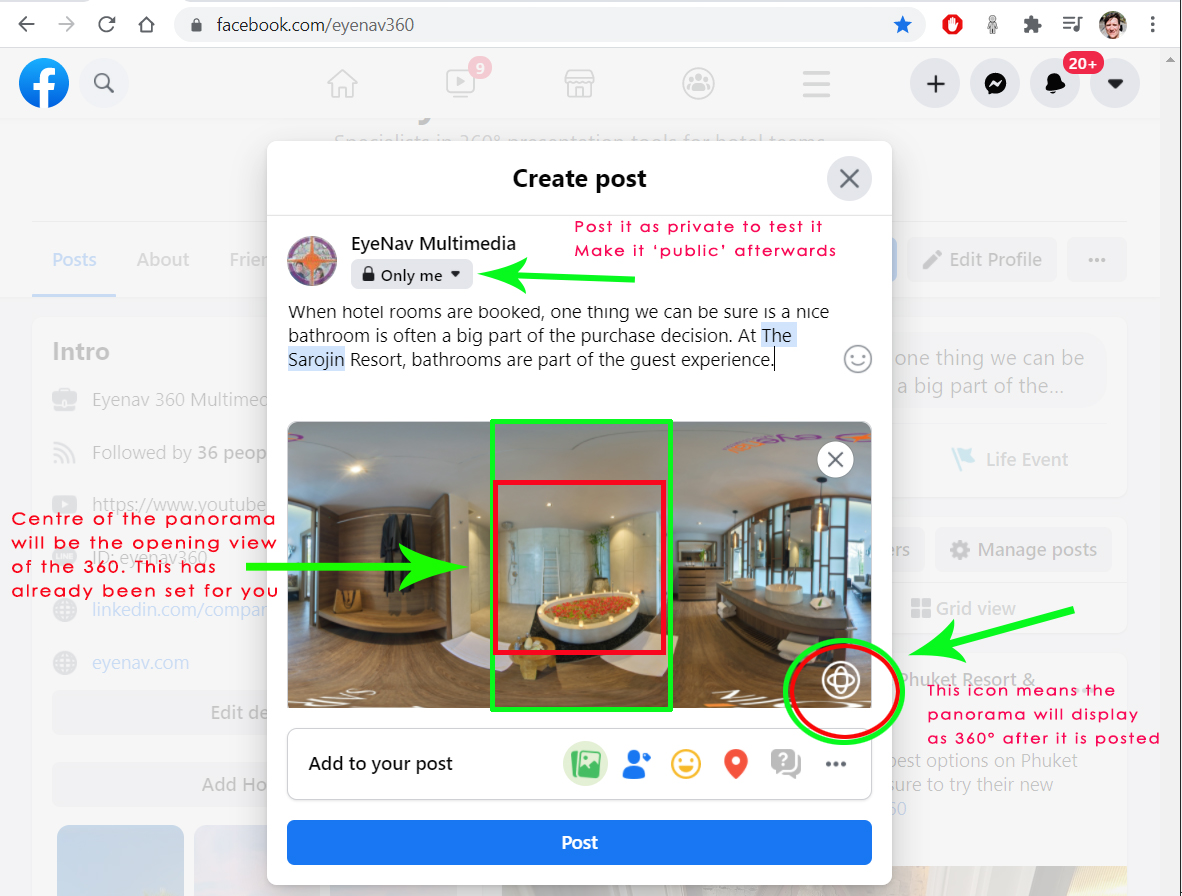 facebook.com/eyenav360
9
20+
Specialists in 360° presentation tools for hotel teams
Create post
Post it as private to test it
Make it ‘public’ afterwards
EyeNav Multimedia
Only me
Posts
About
Frier
Edit Profile
When hotel rooms are booked, one thing we can be sure is a nice
bathroom is often a big part of the purchase decision. At The
Sarojin Resort, bathrooms are part of the guest experience.
Intro
Eyenav 360 Multimed
Followed by 36 peop
https://www.youtube
ID: eyenav360
linkedin.com/compar
eyenav.com
Edit de
Add Ho
one thing we can be
a big part of the...
Life Event
ers
Manage posts
Grid view
Centre of the panorama
will be the opening view
of the 360. This has
already been set for you
Phuket Resort &
This icon means the
panorama will display
as 360° after it is posted
best options on Phuket
sure to try their new
Add to your post
Post